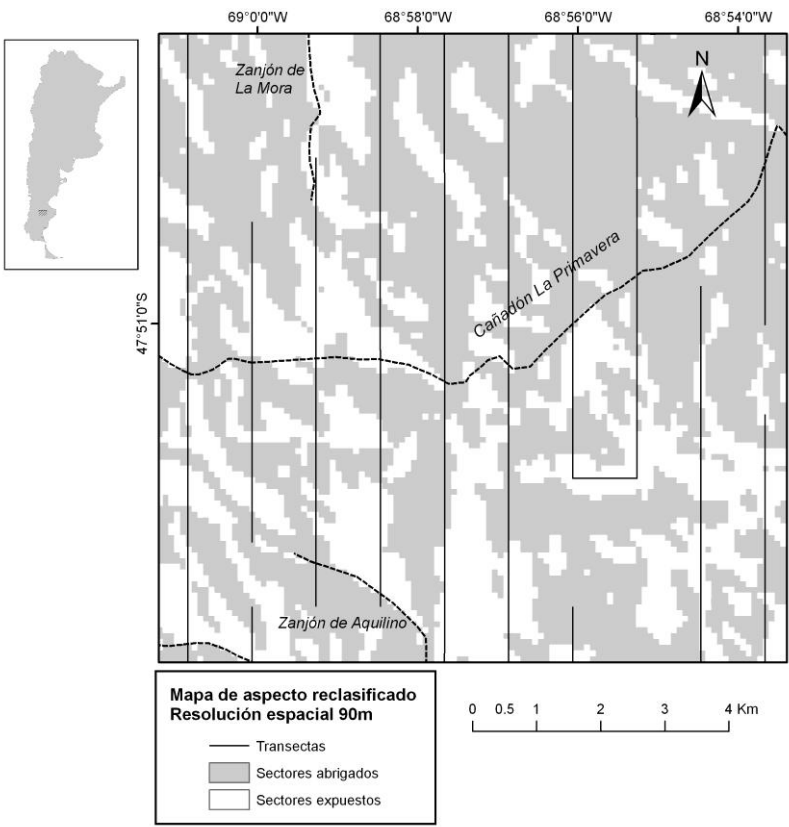 69°0'0"W 68°58'0"W 68°56'0"W 68°54'0"W
N
Zanjón de
La Mora
Cañadón La Primavera
47°51'0"S
Zanjón de Aquilino
Mapa de aspecto reclasificado
Resolución espacial 90m
Transectas
Sectores abrigados
Sectores expuestos
0 0.5 1 2 3 4 Km